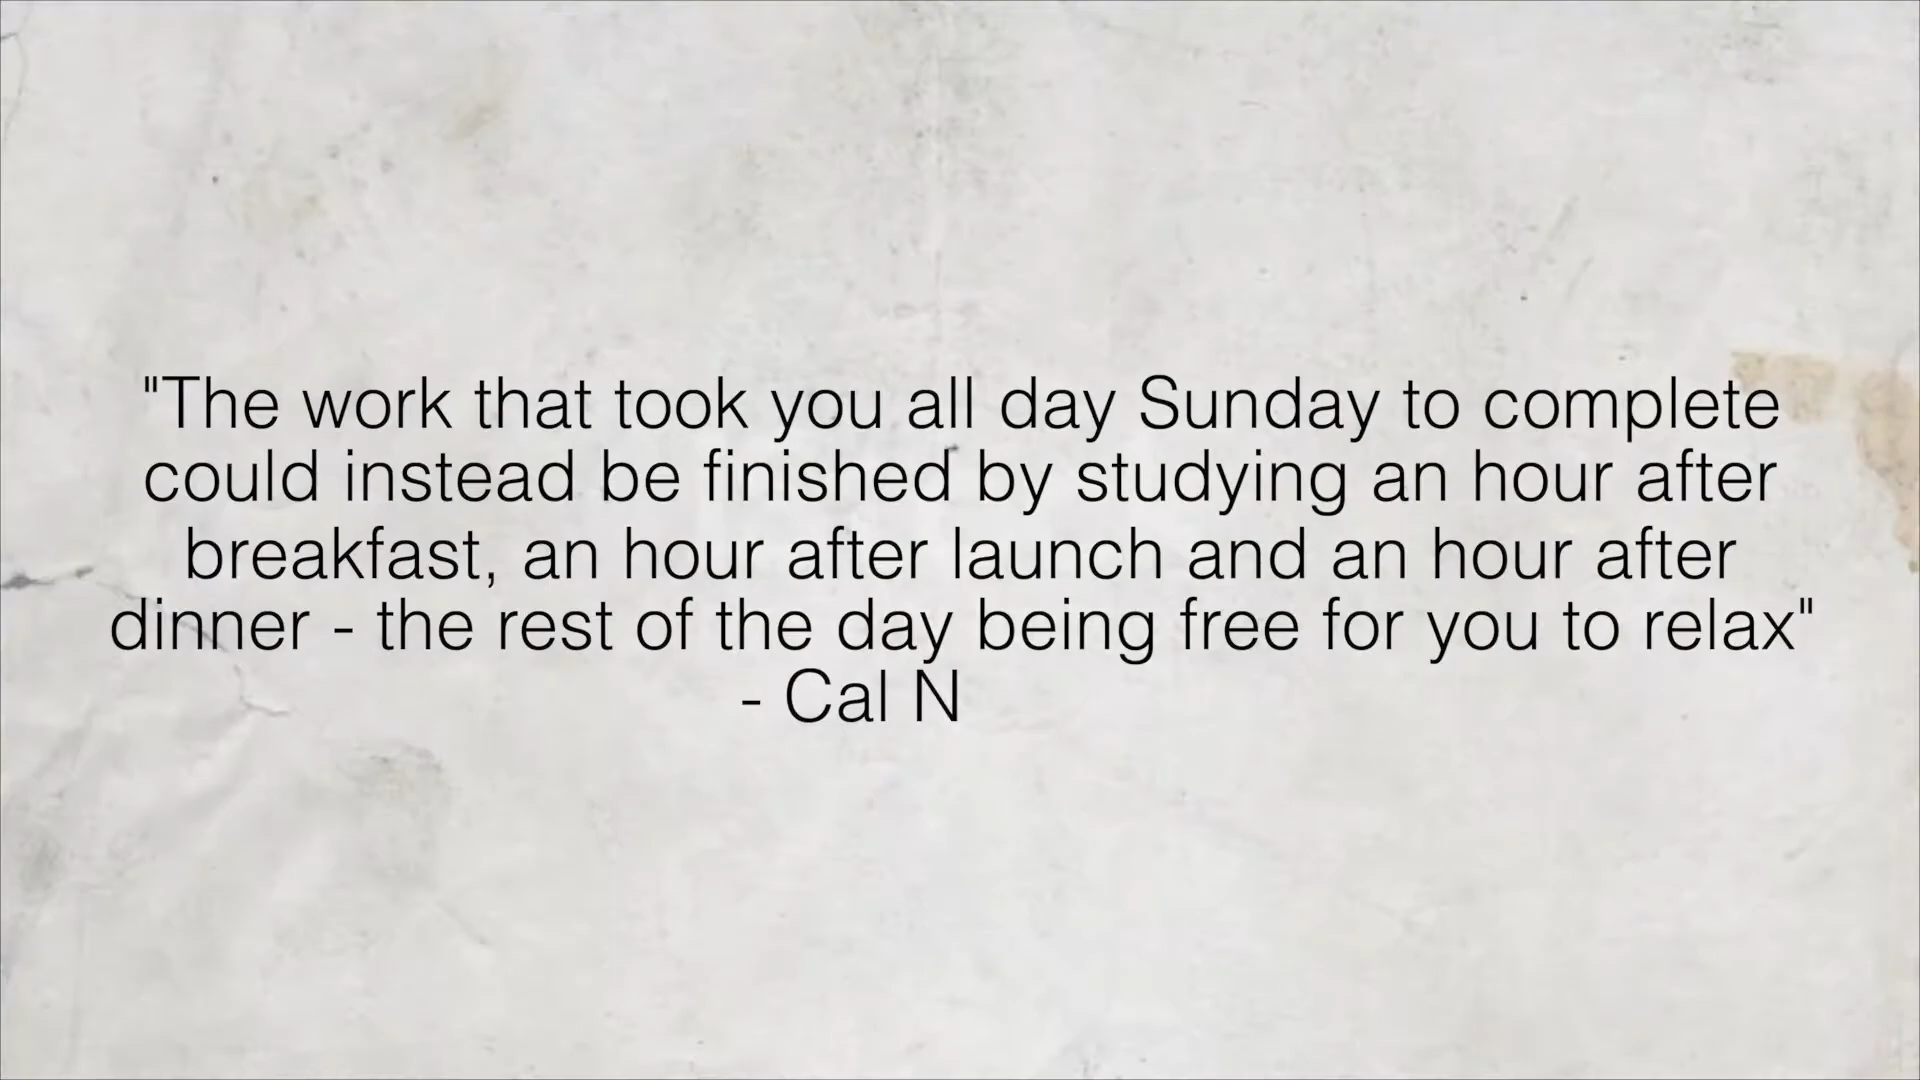 "The work that took you all day Sunday to complete
could instead be finished by studying an hour after
breakfast, an hour after launch and an hour after
dinner - the rest of the day being free for you to relax"
- Cal N